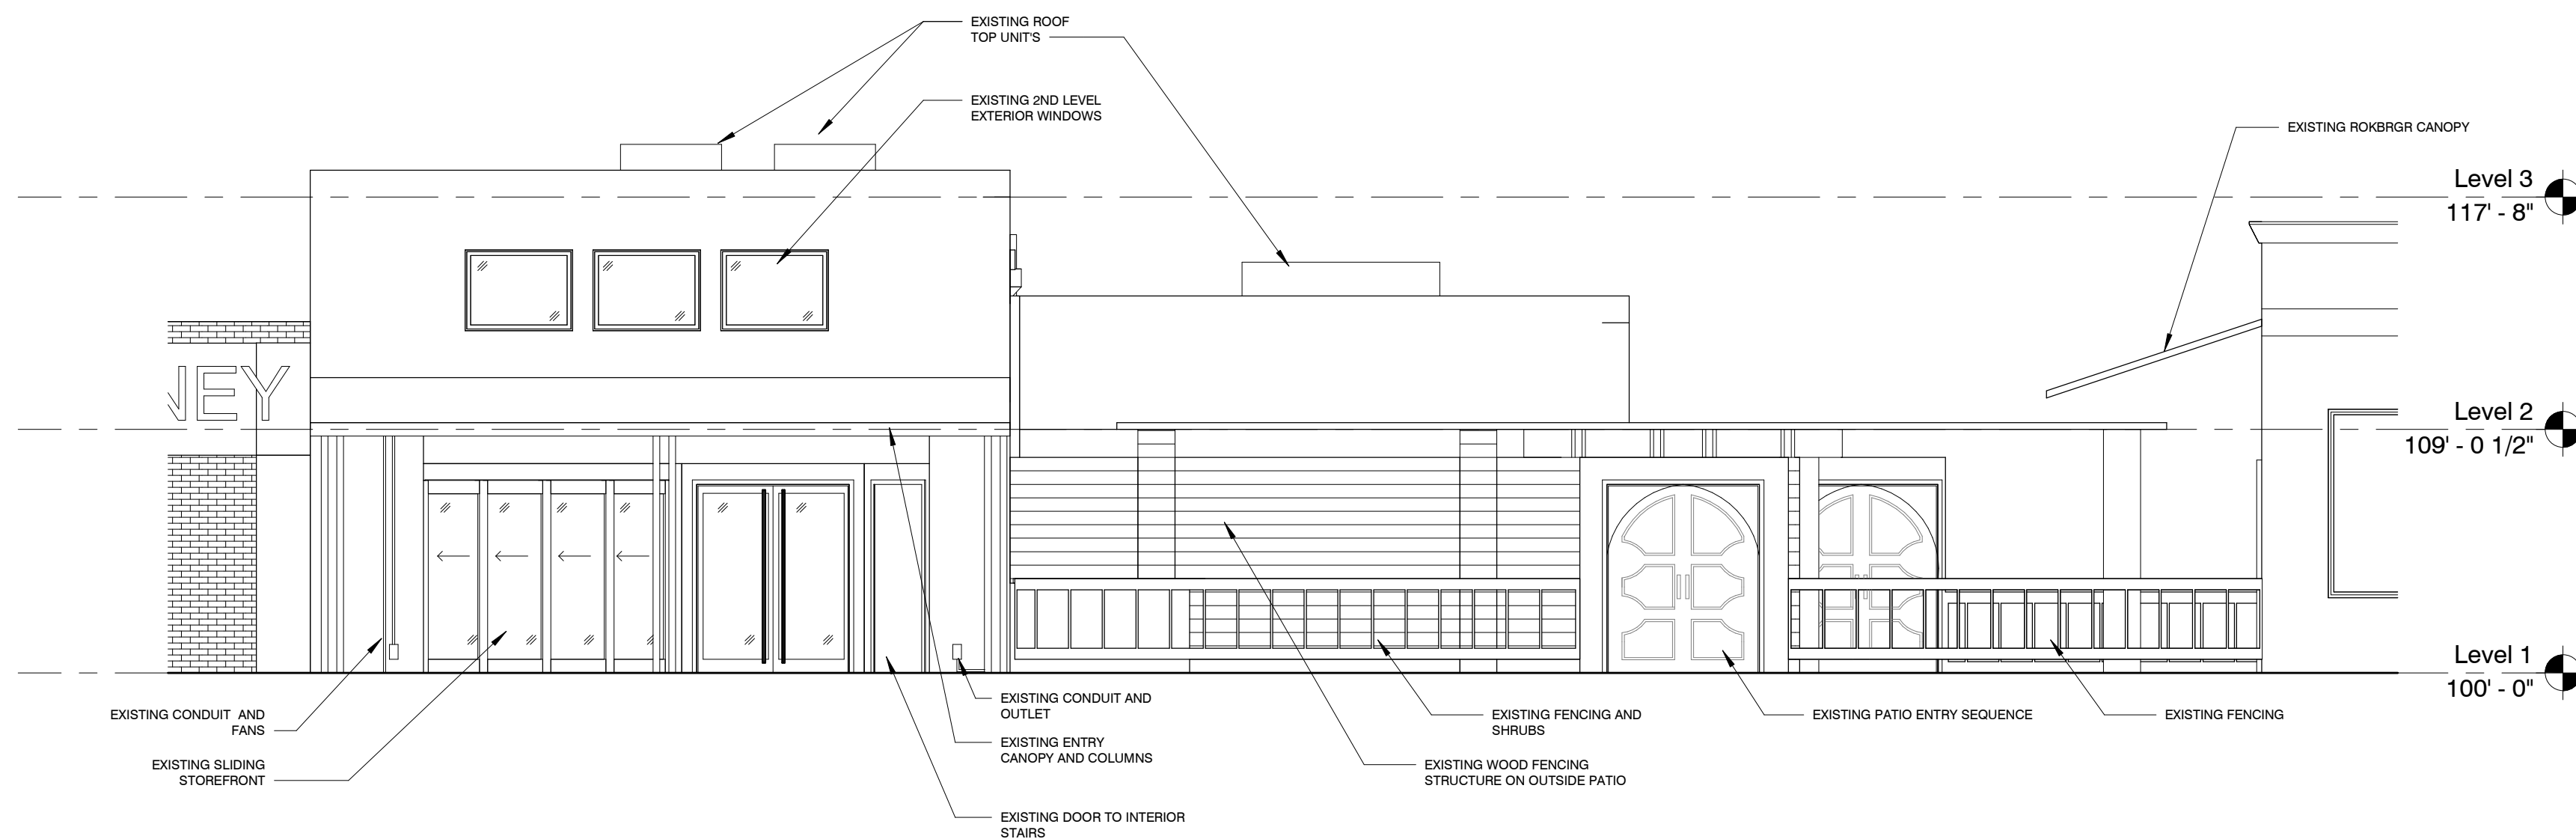 EXISTING ROOF
TOP UNIT'S
EXISTING 2ND LEVEL
EXTERIOR WINDOWS
EXISTING ROKBRGR CANOPY
Level 3
117' - 8"
NEY
Level 2
109' - 0 1/2"
Level 1
100' - 0"
EXISTING CONDUIT AND
FANS
EXISTING SLIDING
STOREFRONT
EXISTING CONDUIT AND
OUTLET
EXISTING ENTRY
CANOPY AND COLUMNS
EXISTING DOOR TO INTERIOR
STAIRS
EXISTING FENCING AND
SHRUBS
EXISTING WOOD FENCING
STRUCTURE ON OUTSIDE PATIO
EXISTING PATIO ENTRY SEQUENCE
EXISTING FENCING